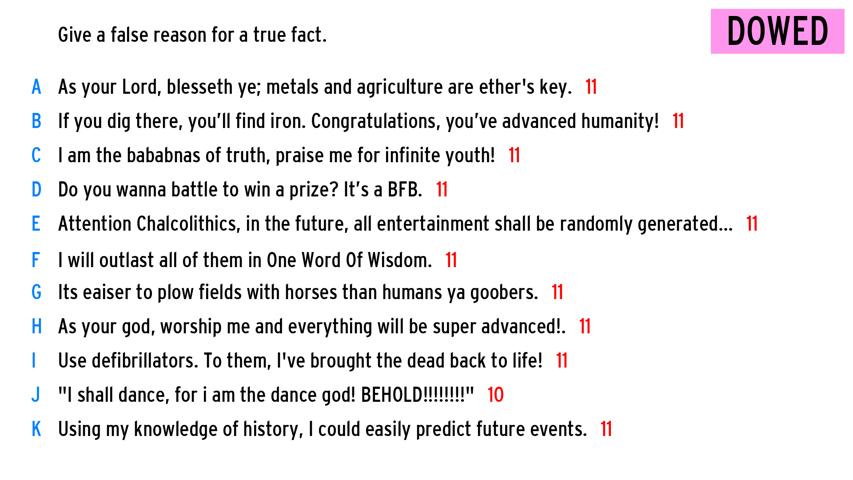 Give a false reason for a true fact.
DOWED
A As your Lord, blesseth ye; metals and agriculture are ether's key. 11
B If you dig there, you’ll find iron. Congratulations, you’ve advanced humanity! 11
C I am the bababnas of truth, praise me for infinite youth! 11
D Do you wanna battle to win a prize? It’s a BFB. 11
E Attention Chalcolithics, in the future, all entertainment shall be randomly generated... 11
F I will outlast all of them in One Word Of Wisdom. 11
G Its eaiser to plow fields with horses than humans ya goobers. 11
H As your god, worship me and everything will be super advanced!. 11
I Use defibrillators. To them, I've brought the dead back to life! 11
J "I shall dance, for i am the dance god! BEHOLD!!!!!!!!" 10
K Using my knowledge of history, I could easily predict future events. 11